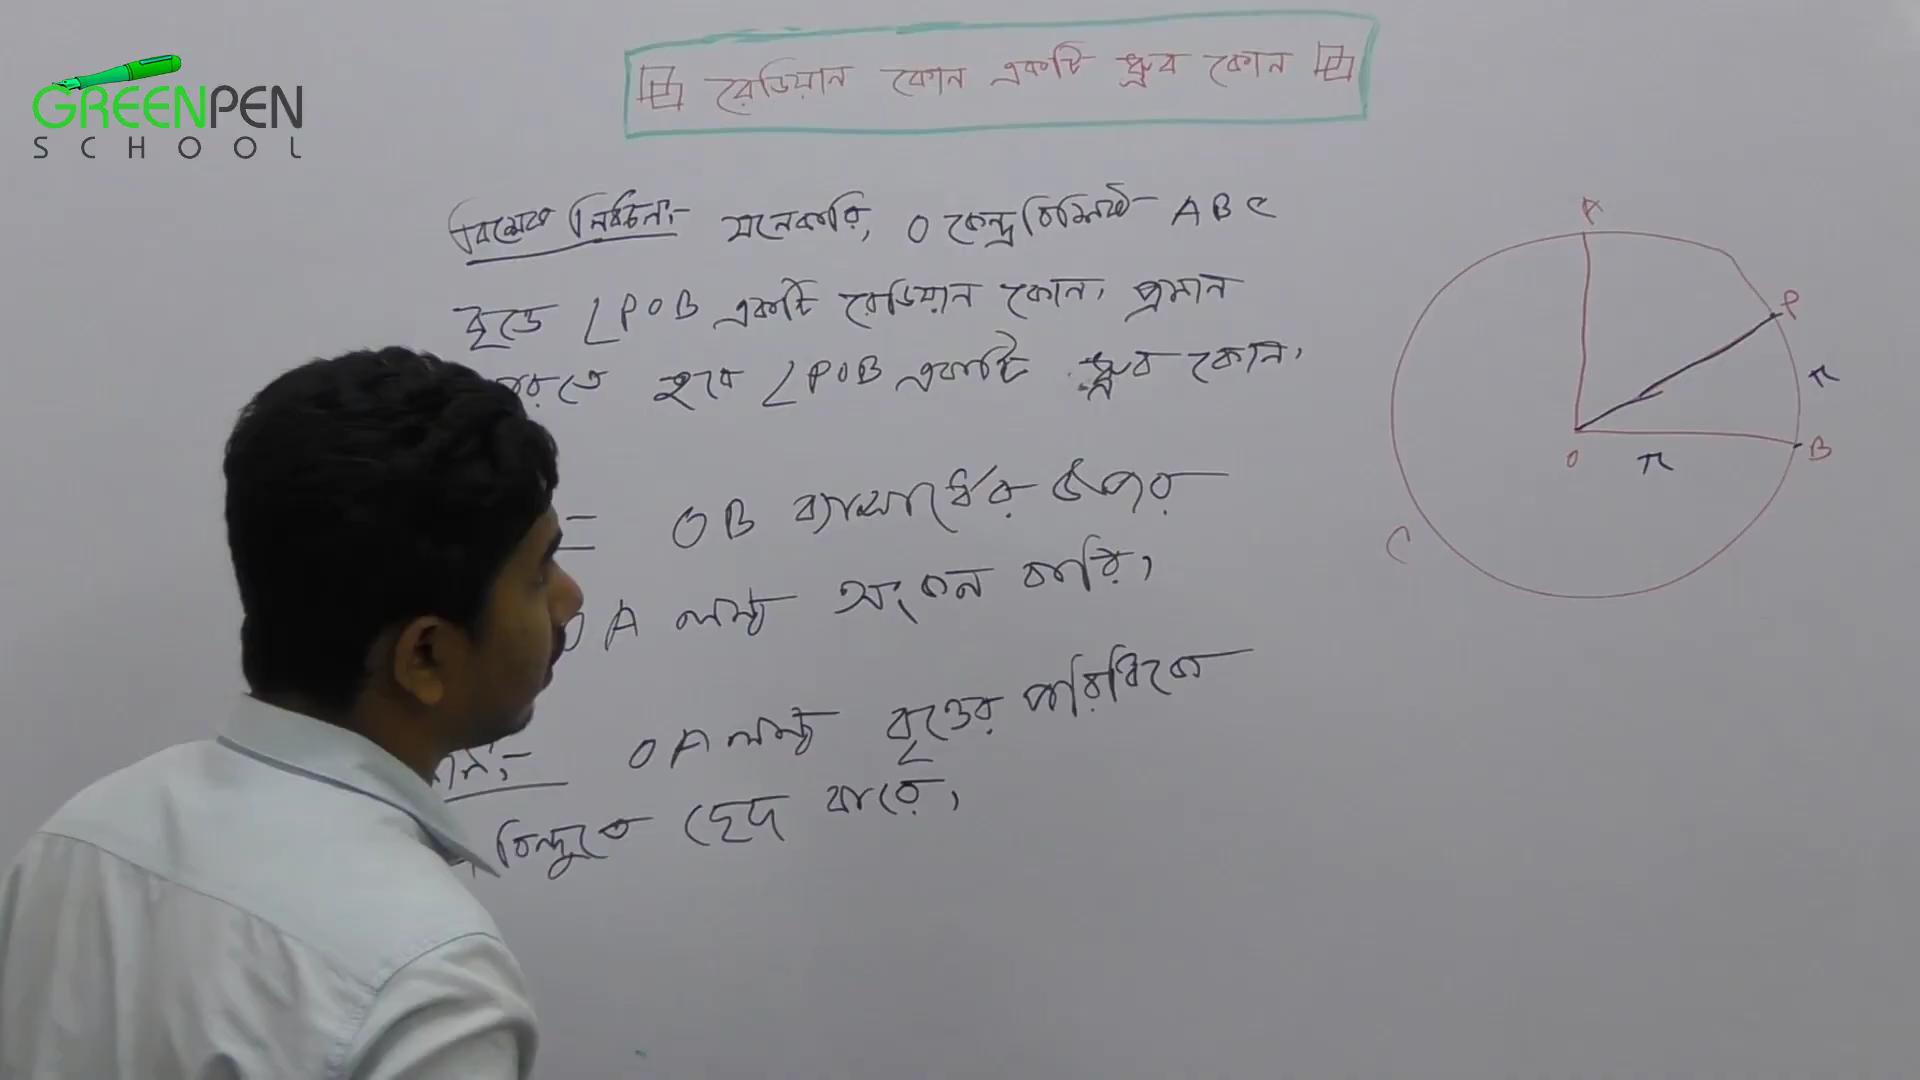 GREENPEN
SCHOOL
রেডিয়ান কোন একটি ধ্রুব কোন
বিশেষ নির্বচন:- মনেকরি, O কেন্দ্রবিশিষ্ট ABC
বৃত্তে ∠POB একটি রেডিয়ান কোন। প্রমান
করতে হবে ∠POB একটি ধ্রুব কোন।
= OB ব্যাসার্ধের উপর
OA লম্ব অংকন করি।
OA লম্ব বৃত্তের পরিধিকে
বিন্দুতে ছেদ করে।
A
P
r
B
O
r
C